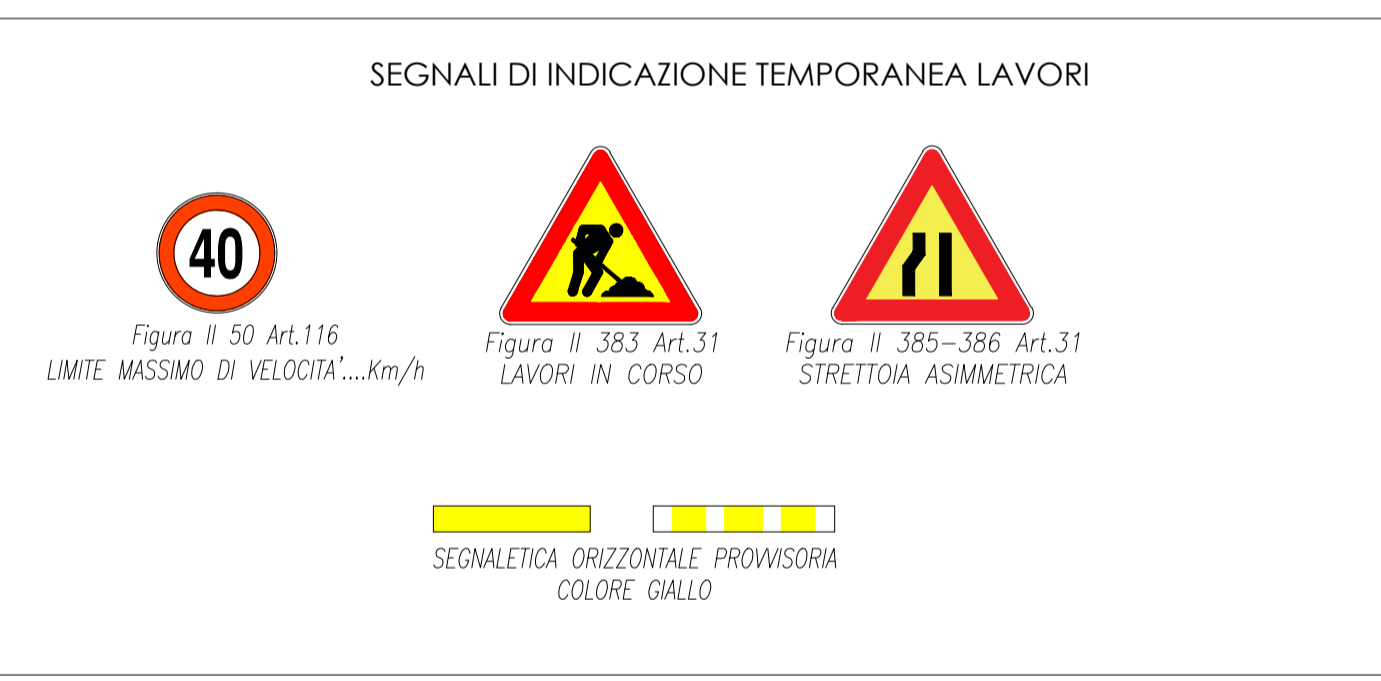 SEGNALI DI INDICAZIONE TEMPORANEA LAVORI
40
Figura II 50 Art.116
LIMITE MASSIMO DI VELOCITA'....Km/h
Figura II 383 Art.31
LAVORI IN CORSO
Figura II 385-386 Art.31
STRETTOIA ASIMMETRICA
SEGNALETICA ORIZZONTALE PROVVISORIA
COLORE GIALLO